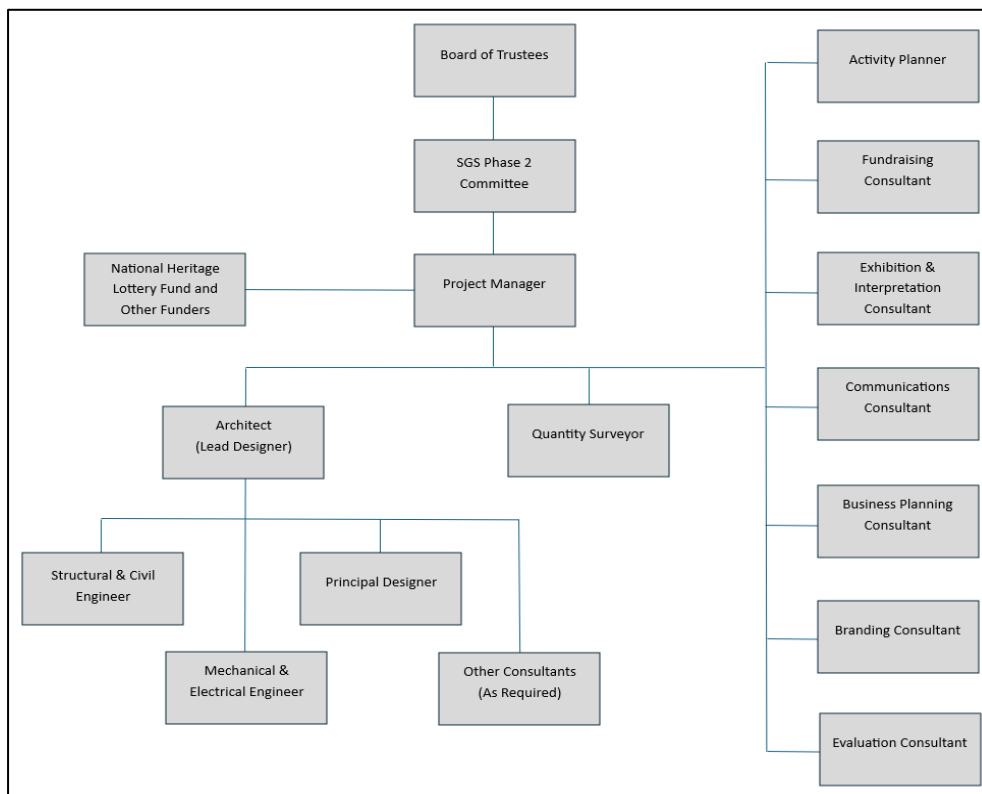 Board of Trustees
SGS Phase 2
Committee
National Heritage
Lottery Fund and
Other Funders
Project Manager
Architect
(Lead Designer)
Quantity Surveyor
Structural & Civil
Engineer
Principal Designer
Mechanical &
Electrical Engineer
Other Consultants
(As Required)
Activity Planner
Fundraising
Consultant
Exhibition &
Interpretation
Consultant
Communications
Consultant
Business Planning
Consultant
Branding Consultant
Evaluation Consultant